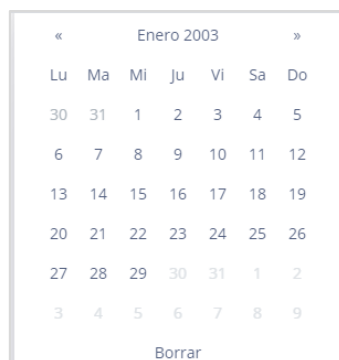 « Enero 2003 »
Lu Ma Mi Ju Vi Sa Do
30 31 1 2 3 4 5
6 7 8 9 10 11 12
13 14 15 16 17 18 19
20 21 22 23 24 25 26
27 28 29 30 31 1 2
3 4 5 6 7 8 9
Borrar